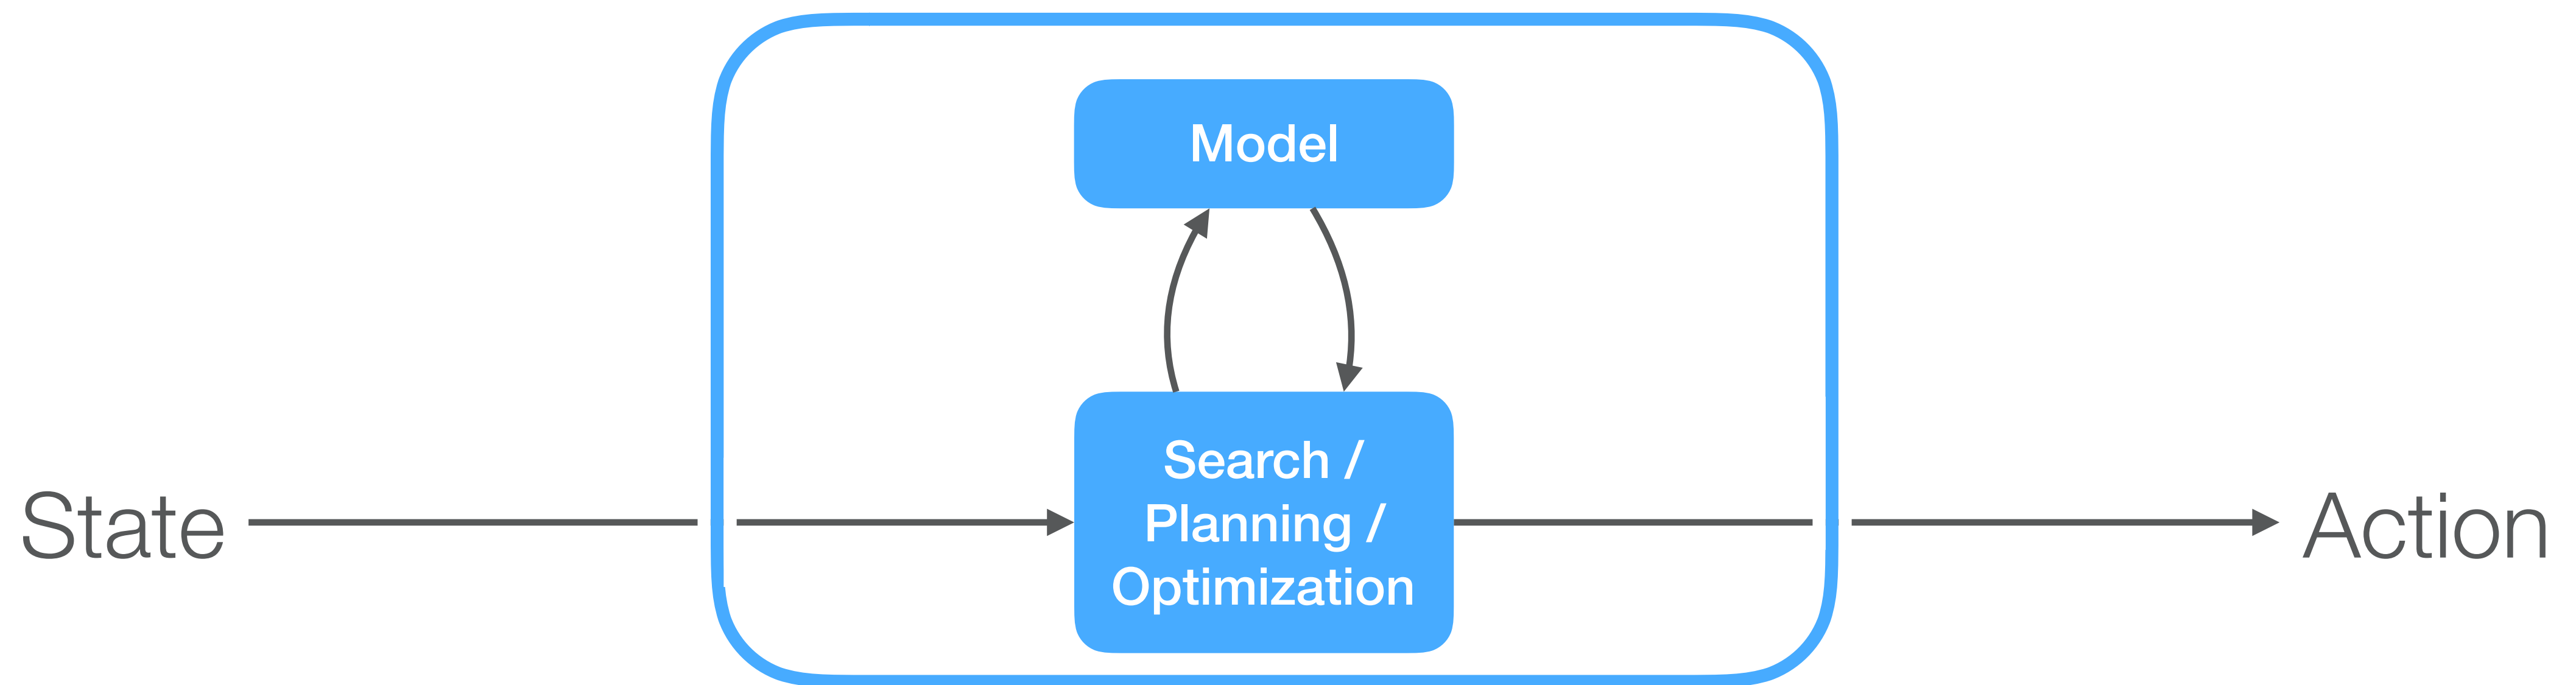 Model
Search /
Planning /
Optimization
State
Action